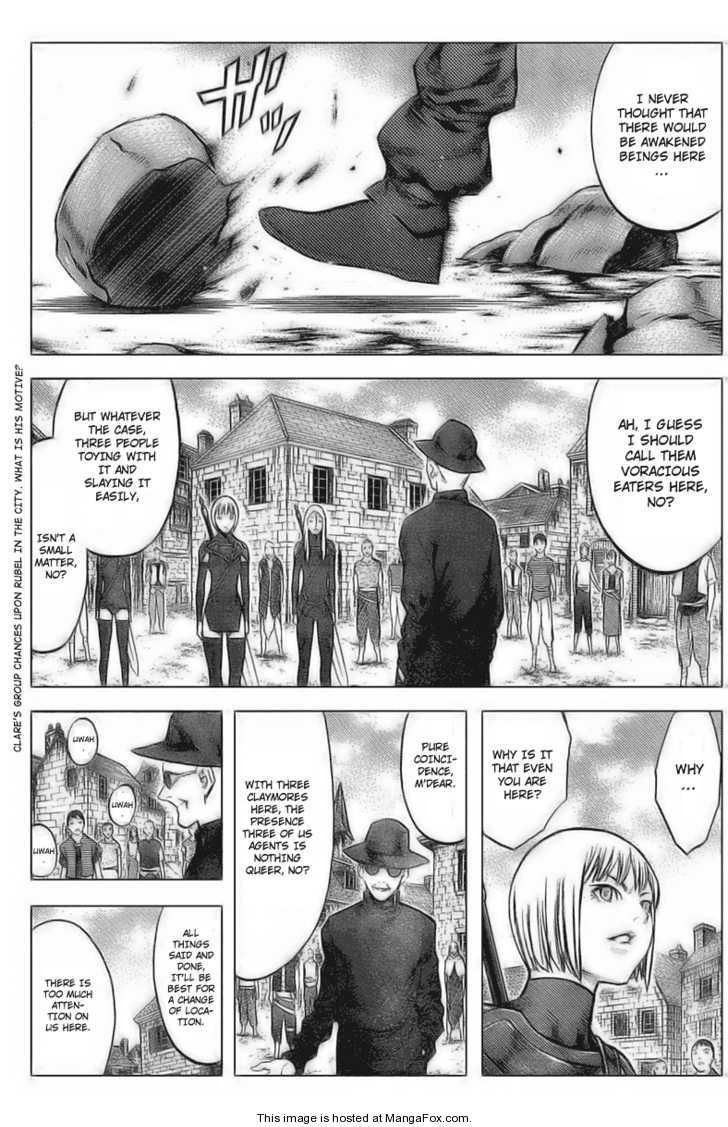 I NEVER
THOUGHT THAT
THERE WOULD
BE AWAKENED
BEINGS HERE
...
CLARE'S GROUP CHANCES UPON RUBEL IN THE CITY. WHAT IS HIS MOTIVE?
AH, I GUESS
I SHOULD
CALL THEM
VORACIOUS
EATERS HERE,
NO?
BUT WHATEVER
THE CASE,
THREE PEOPLE
TOYING WITH
IT AND
SLAYING IT
EASILY,
ISN'T A
SMALL
MATTER,
NO?
WHY
...
WHY IS IT
THAT EVEN
YOU ARE
HERE?
PURE
COINCI-
DENCE,
M'DEAR.
WITH THREE
CLAYMORES
HERE, THE
PRESENCE
THREE OF US
AGENTS IS
NOTHING
QUEER, NO?
UWAH
.
UWAH
.
UWAH
ALL
THINGS
SAID AND
DONE,
IT'LL BE
BEST FOR
A CHANGE
OF LOCA-
TION.
THERE IS
TOO MUCH
ATTEN-
TION ON
US HERE.
This image is hosted at MangaFox.com.